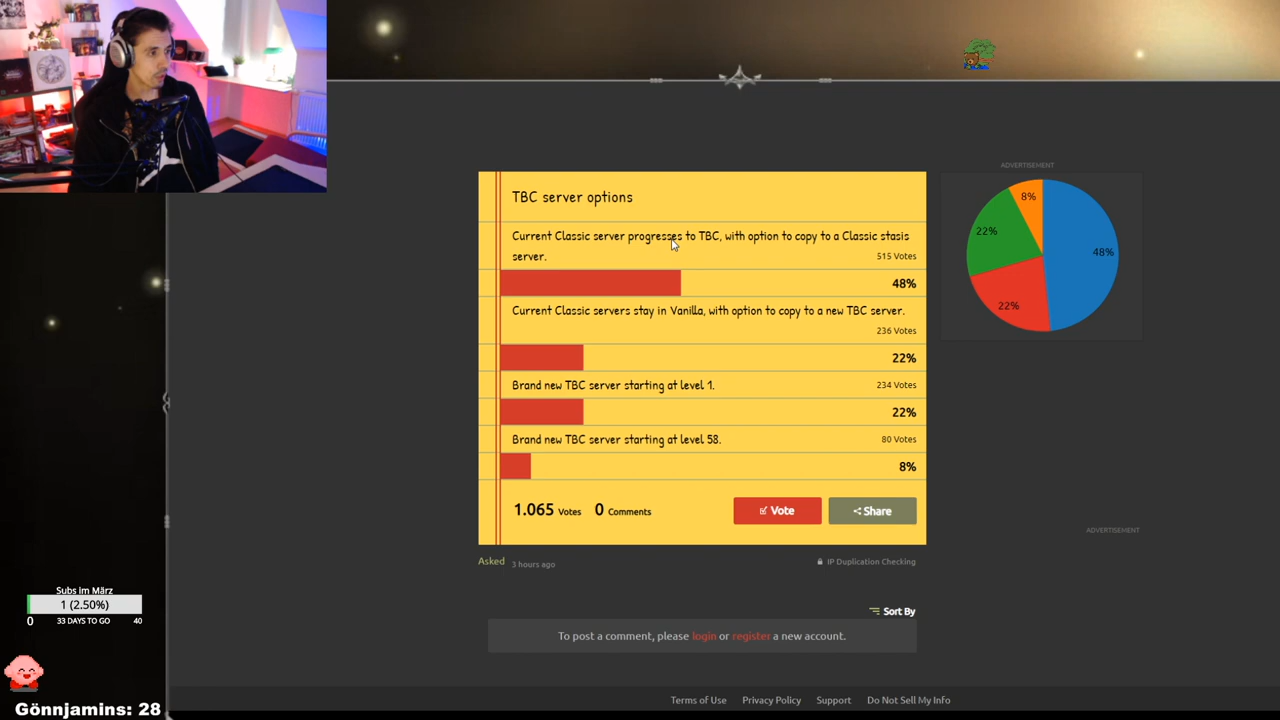 ADVERTISEMENT
TBC server options
Current Classic server progresses to TBC, with option to copy to a Classic stasis
server.
515 Votes
48%
Current Classic servers stay in Vanilla, with option to copy to a new TBC server.
236 Votes
22%
Brand new TBC server starting at level 1.
234 Votes
22%
Brand new TBC server starting at level 58.
80 Votes
8%
1.065 Votes 0 Comments
Vote
Share
8%
22%
48%
22%
ADVERTISEMENT
Asked 3 hours ago
IP Duplication Checking
Subs im März
1 (2.50%)
0 33 DAYS TO GO 40
Sort By
To post a comment, please login or register a new account.
Gönnjamins: 28
Terms of Use Privacy Policy Support Do Not Sell My Info